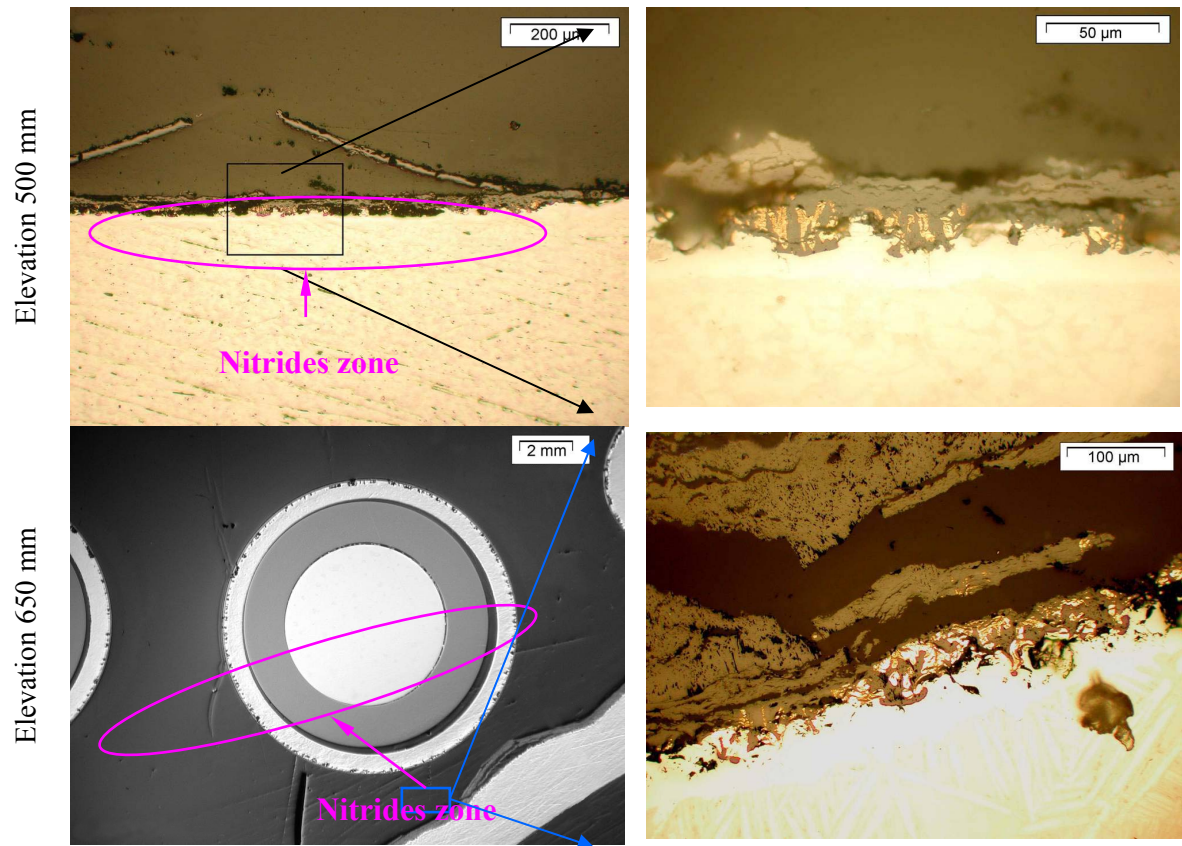 Elevation 500 mm
200 µm
50 µm
Nitrides zone
Elevation 650 mm
2 mm
100 µm
Nitrides zone